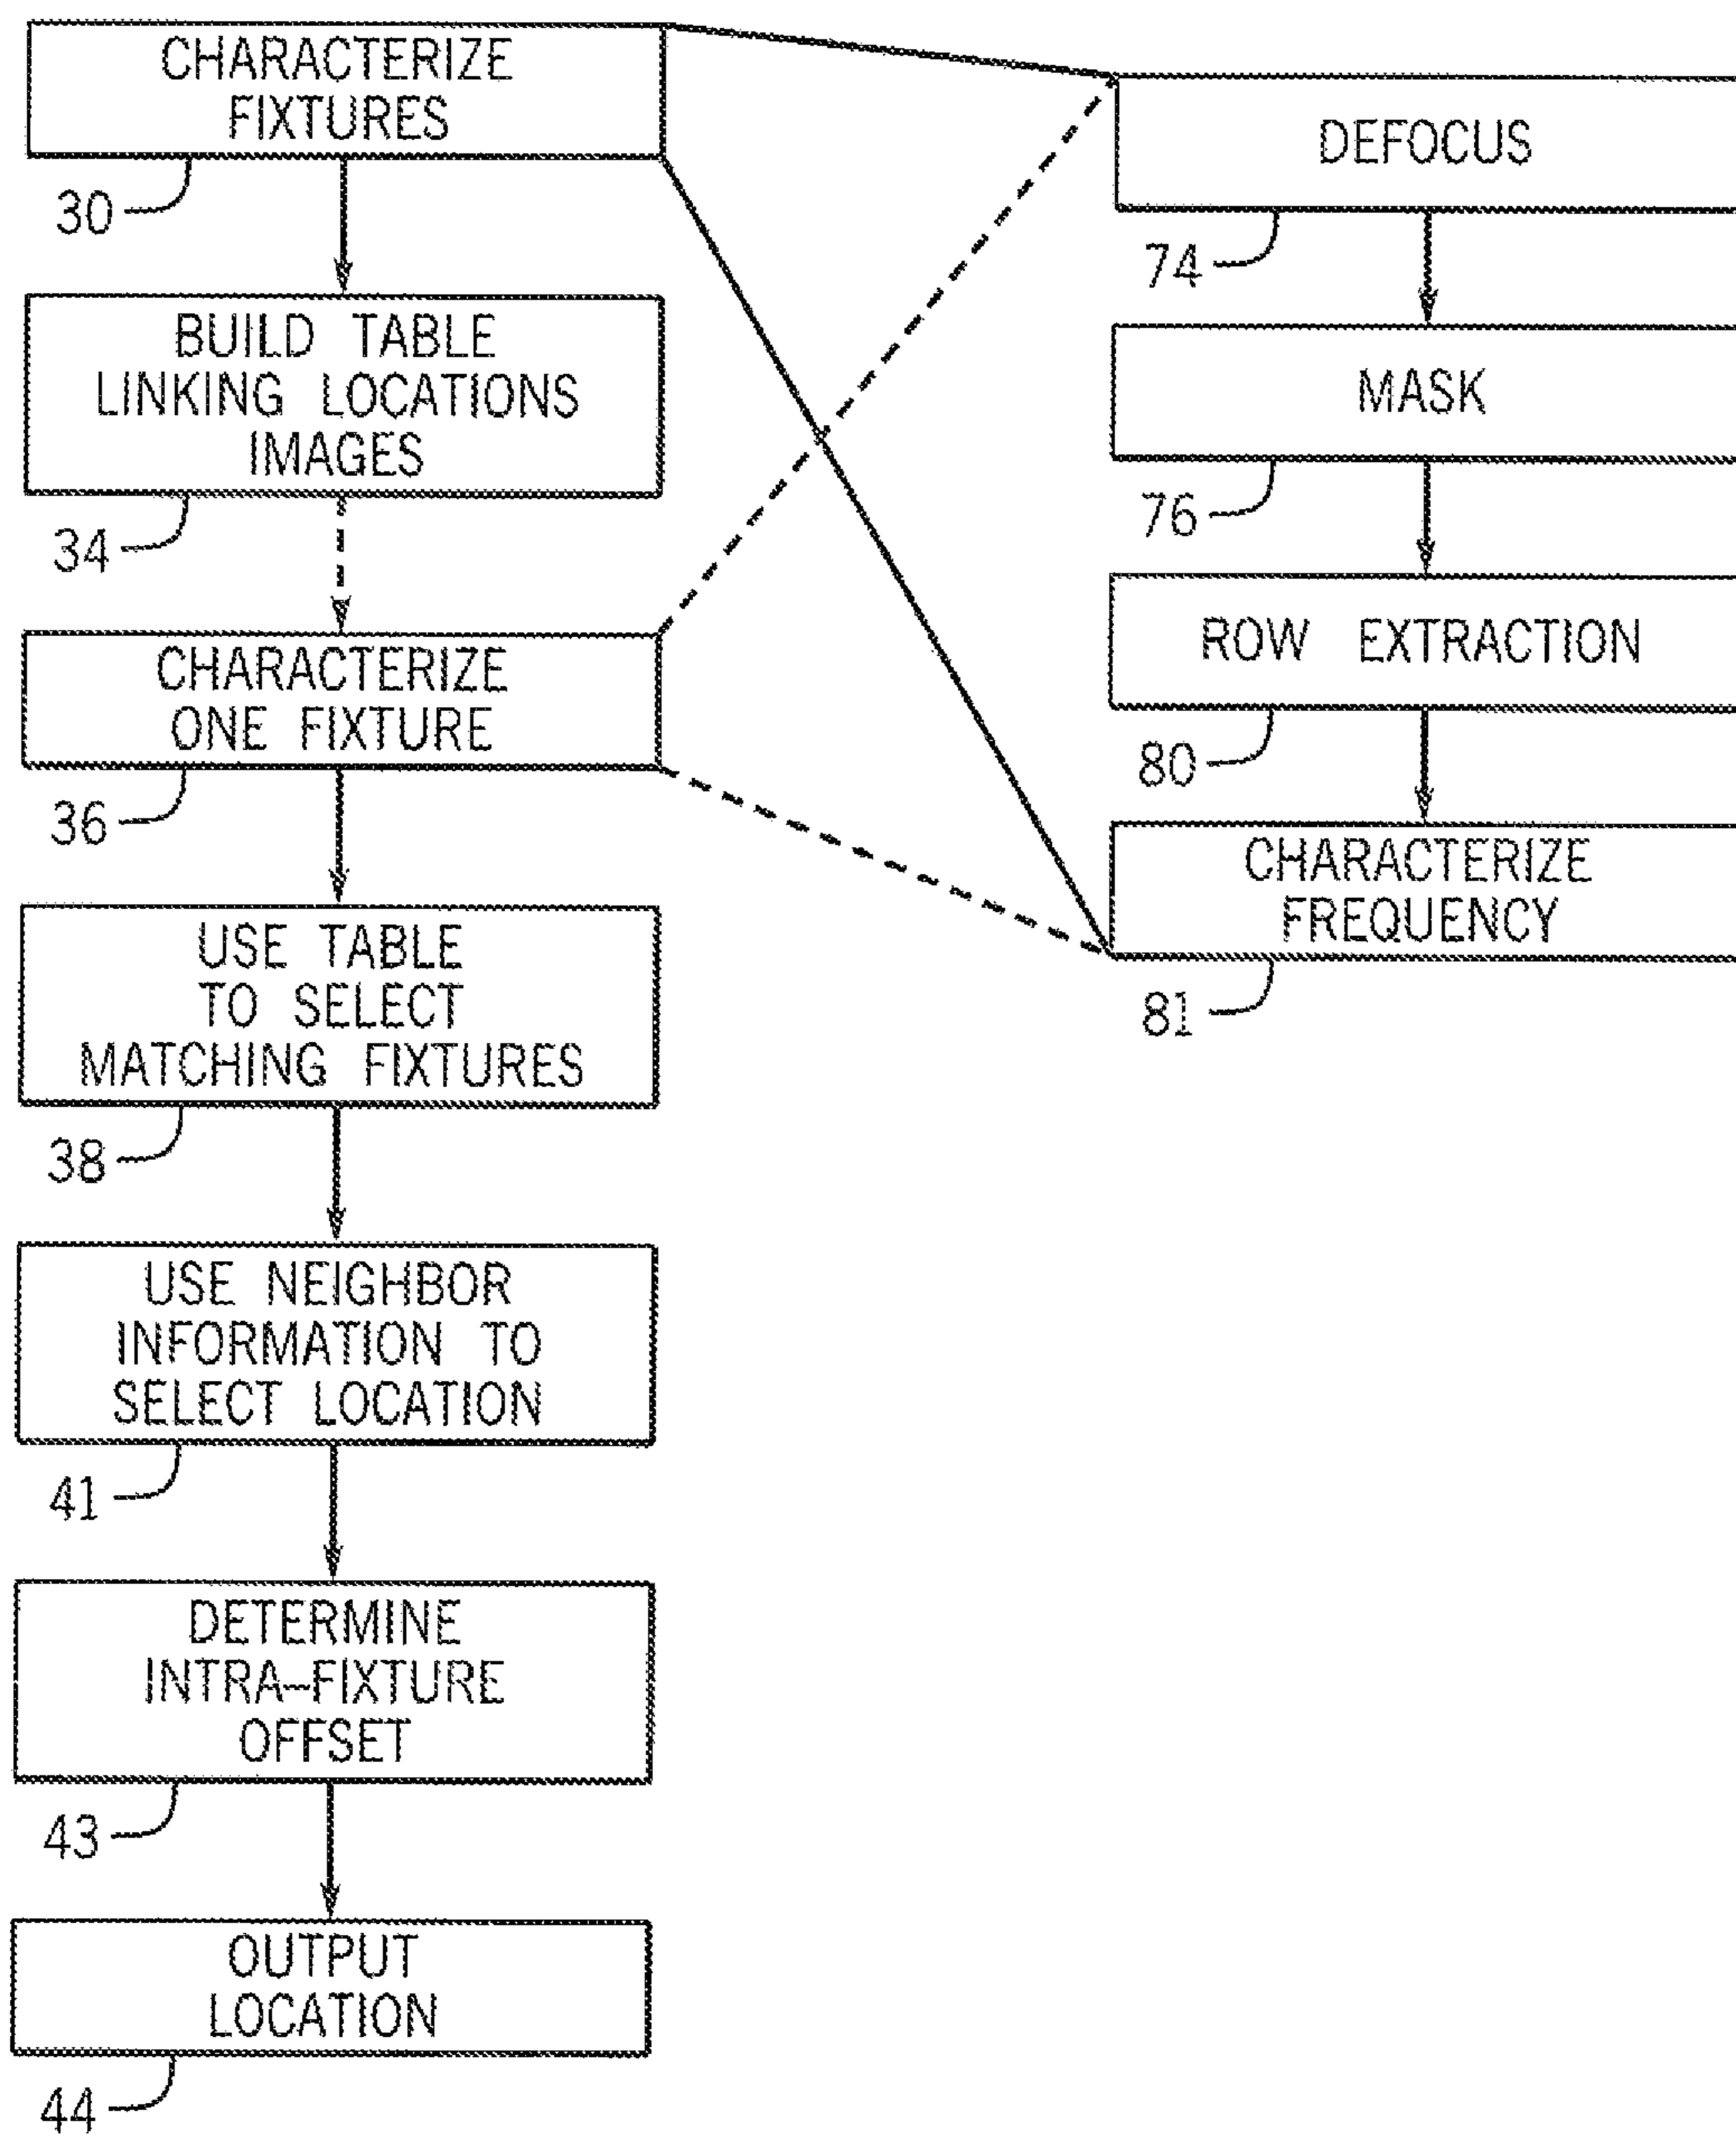 CHARACTERIZE
FIXTURES
30
BUILD TABLE
LINKING LOCATIONS
IMAGES
34
CHARACTERIZE
ONE FIXTURE
36
USE TABLE
TO SELECT
MATCHING FIXTURES
38
USE NEIGHBOR
INFORMATION TO
SELECT LOCATION
41
DETERMINE
INTRA-FIXTURE
OFFSET
43
OUTPUT
LOCATION
44
DEFOCUS
74
MASK
76
ROW EXTRACTION
80
CHARACTERIZE
FREQUENCY
81